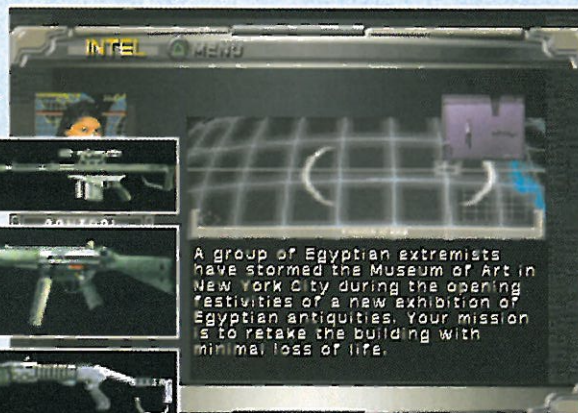 INTEL MENU
CONTROL
A group of Egyptian extremists
have stormed the Museum of Art in
New York City during the opening
festivities of a new exhibition of
Egyptian antiquities. Your mission
is to retake the building with
minimal loss of life.